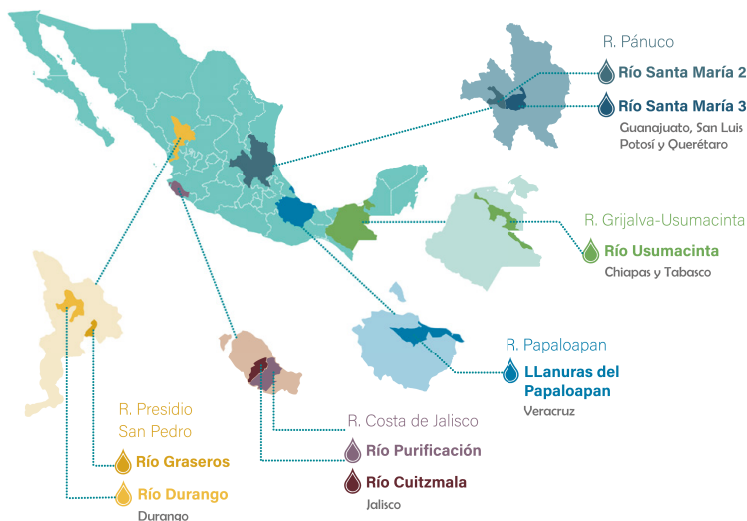 R. Pánuco
Río Santa María 2
Río Santa María 3
Guanajuato, San Luis
Potosí y Querétaro
R. Grijalva-Usumacinta
Río Usumacinta
Chiapas y Tabasco
R. Papaloapan
LLanuras del
Papaloapan
Veracruz
R. Presidio
San Pedro
Río Graseros
Río Durango
Durango
R. Costa de Jalisco
Río Purificación
Río Cuitzmala
Jalisco